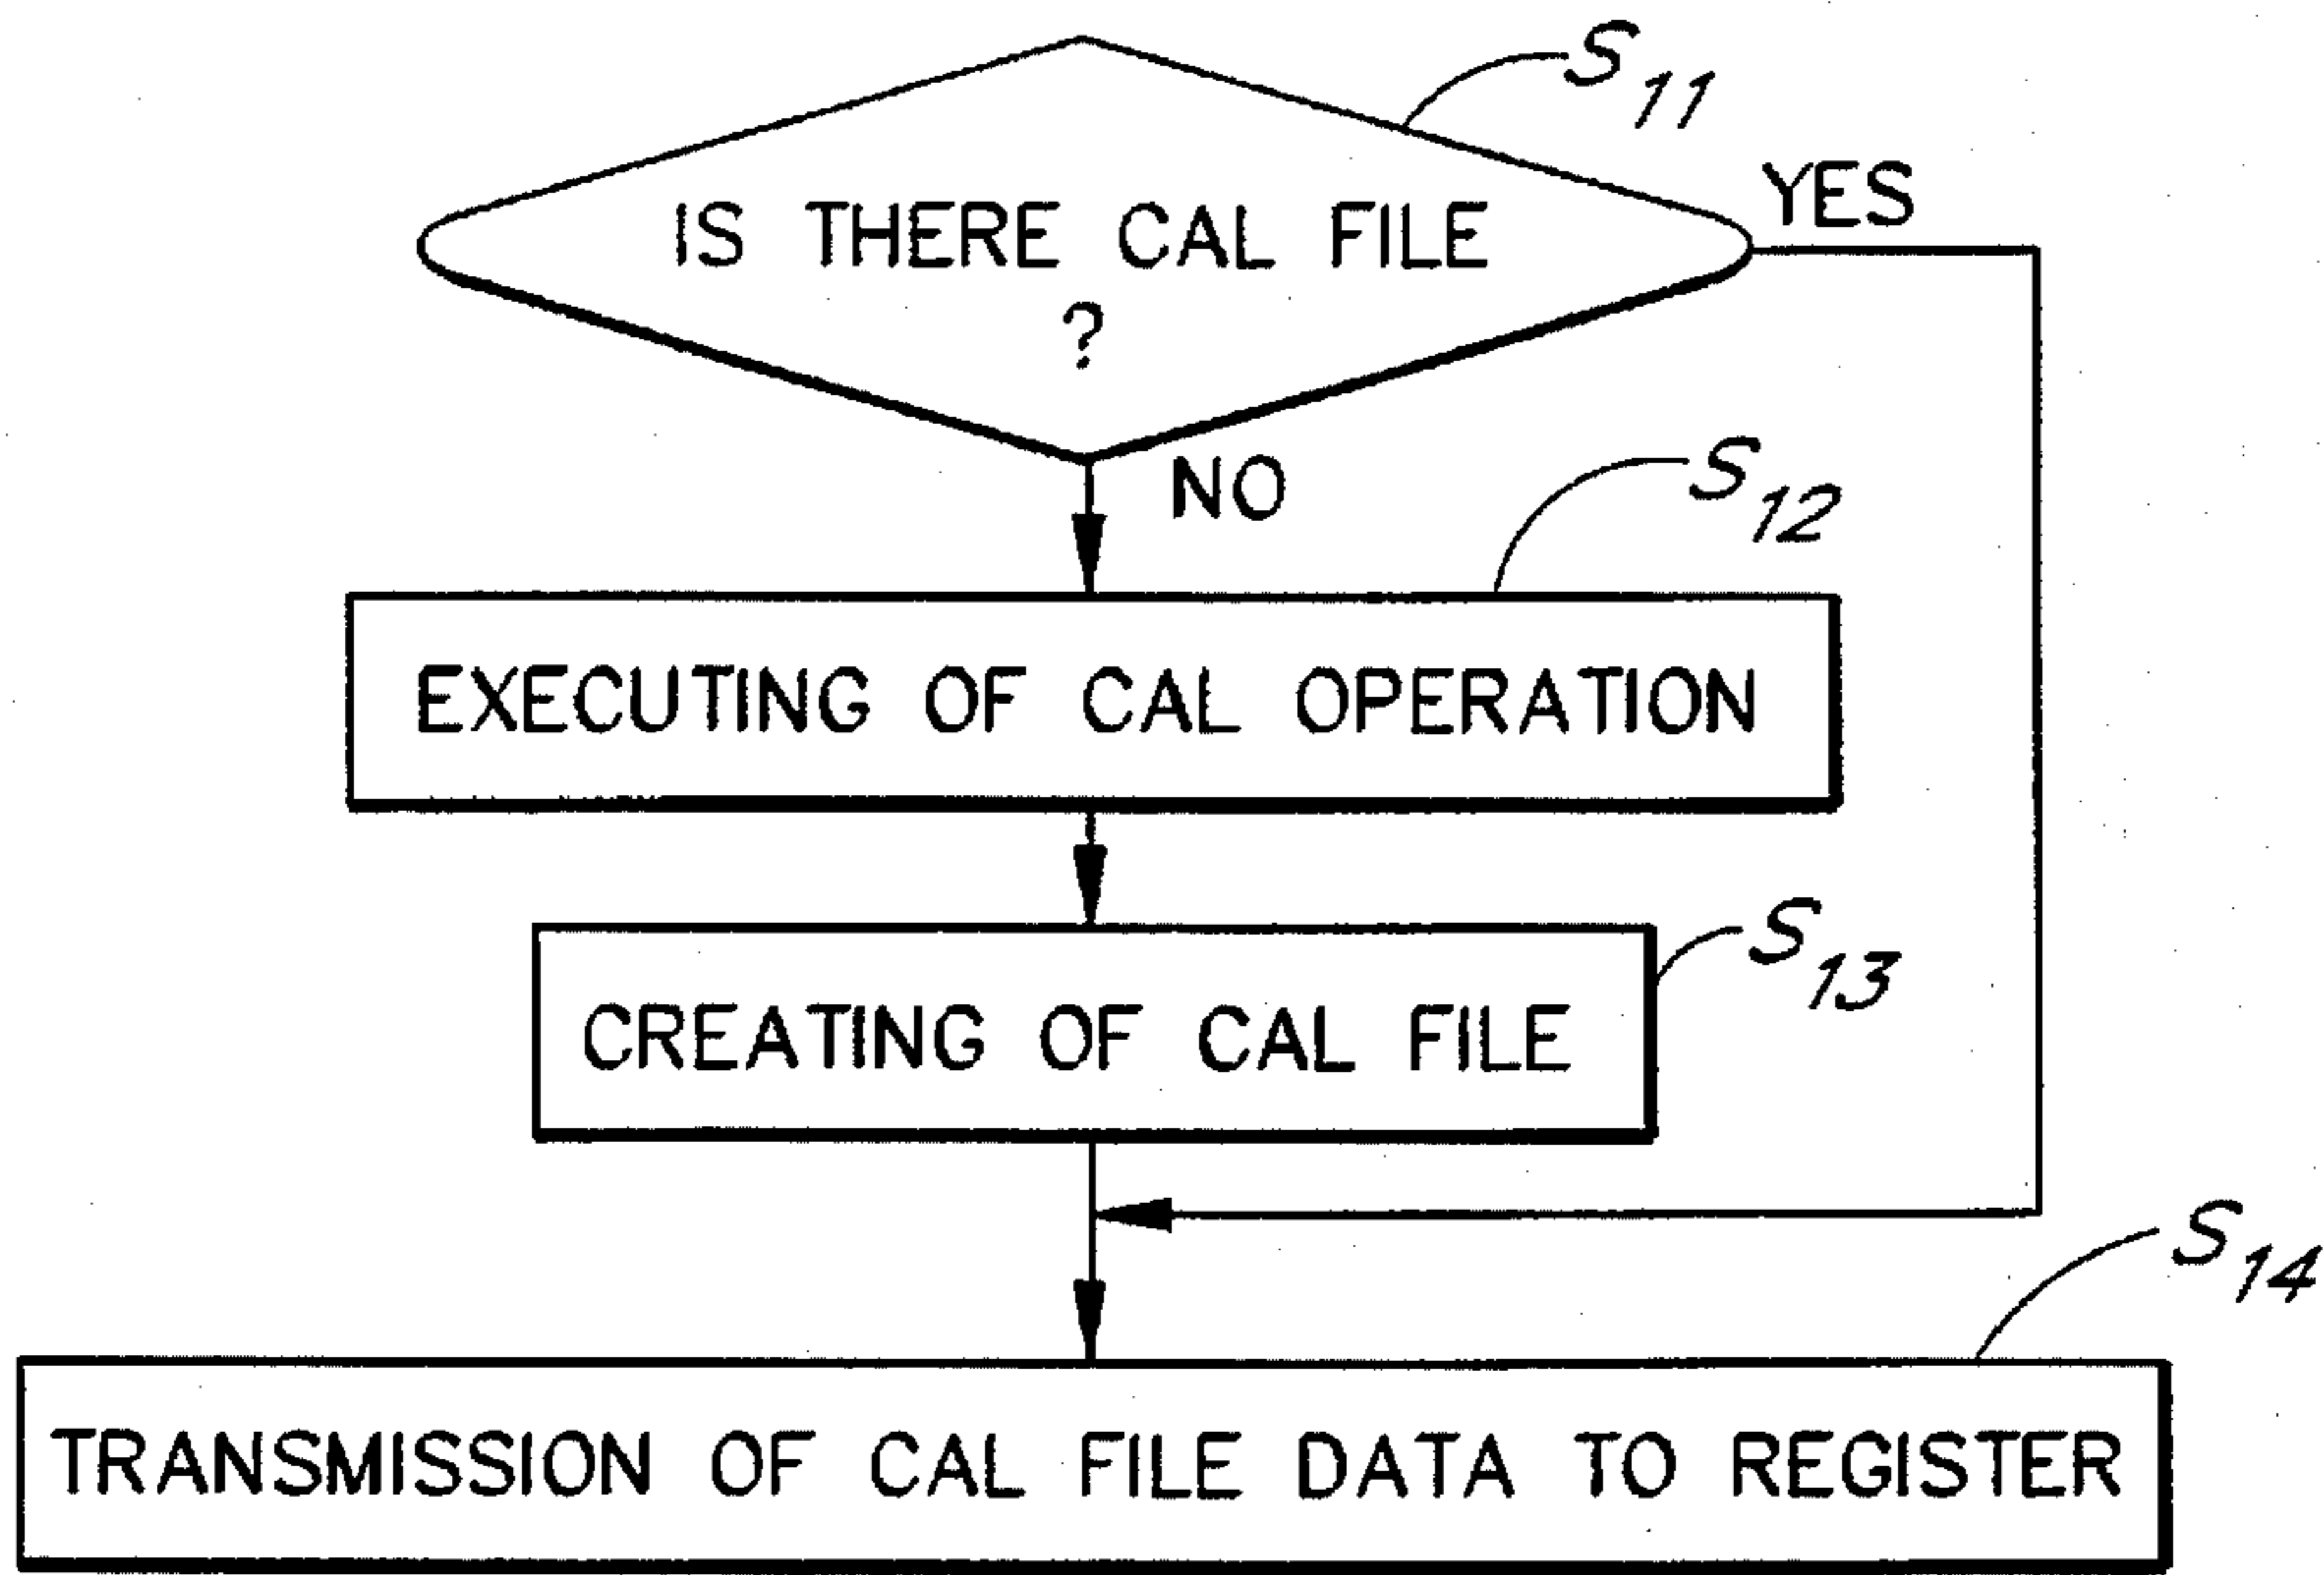 S11
IS THERE CAL FILE
?
YES
NO
S12
EXECUTING OF CAL OPERATION
S13
CREATING OF CAL FILE
S14
TRANSMISSION OF CAL FILE DATA TO REGISTER